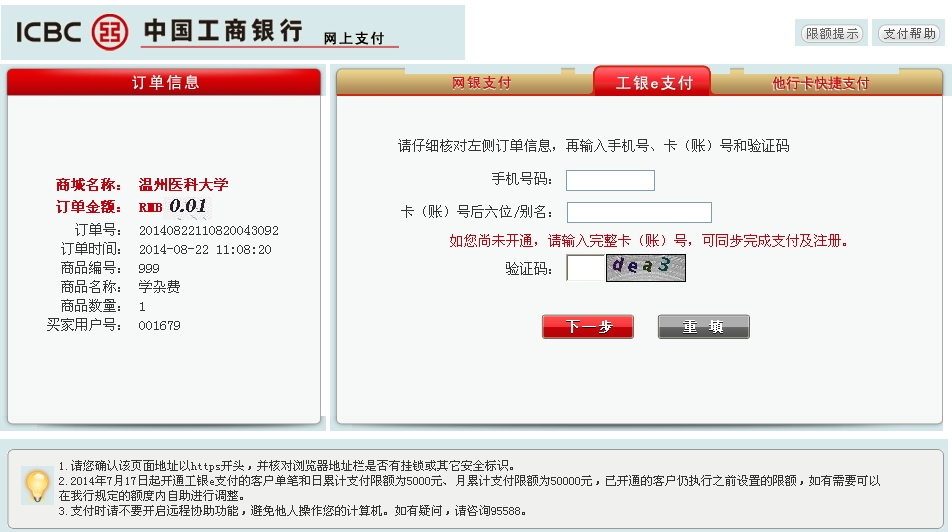 ICBC 中国工商银行 网上支付
限额提示 支付帮助
订单信息
商城名称： 温州医科大学
订单金额： RMB 0.01
订单号： 20140822110820043092
订单时间： 2014-08-22 11:08:20
商品编号： 999
商品名称： 学杂费
商品数量： 1
买家用户号： 001679
网银支付 工银e支付 他行卡快捷支付
请仔细核对左侧订单信息，再输入手机号、卡（账）号和验证码
手机号码：
卡（账）号后六位/别名：
如您尚未开通，请输入完整卡（账）号，可同步完成支付及注册。
验证码： dea3
下一步 重 填
1.请您确认该页面地址以https开头，并核对浏览器地址栏是否有挂锁或其它安全标识。
2.2014年7月17日起开通工银e支付的客户单笔和日累计支付限额为5000元、月累计支付限额为50000元，已开通的客户仍执行之前设置的限额，如有需要可以
在我行规定的额度内自助进行调整。
3.支付时请不要开启远程协助功能，避免他人操作您的计算机。如有疑问，请咨询95588。